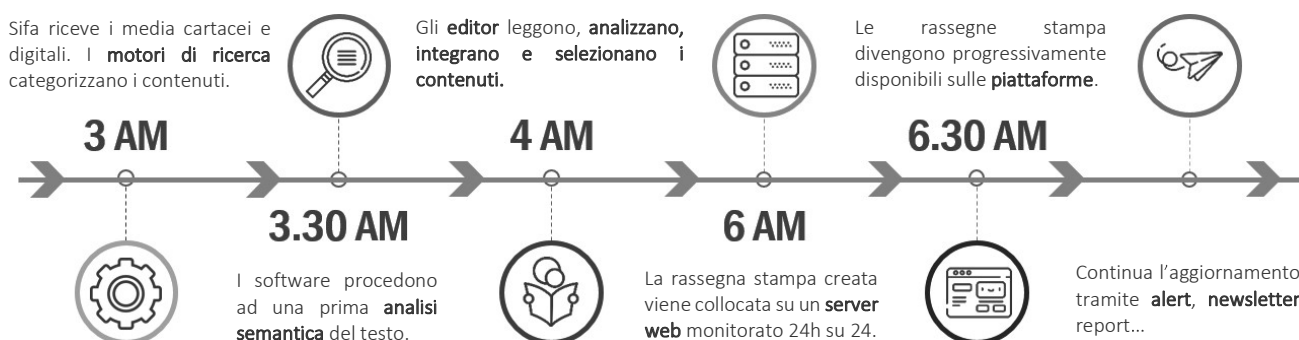 Sifa riceve i media cartacei e
digitali. I motori di ricerca
categorizzano i contenuti.
3 AM
3.30 AM
I software procedono
ad una prima analisi
semantica del testo.
Gli editor leggono, analizzano,
integrano e selezionano i
contenuti.
4 AM
6 AM
La rassegna stampa creata
viene collocata su un server
web monitorato 24h su 24.
Le rassegne stampa
divengono progressivamente
disponibili sulle piattaforme.
6.30 AM
Continua l’aggiornamento
tramite alert, newsletter
report...